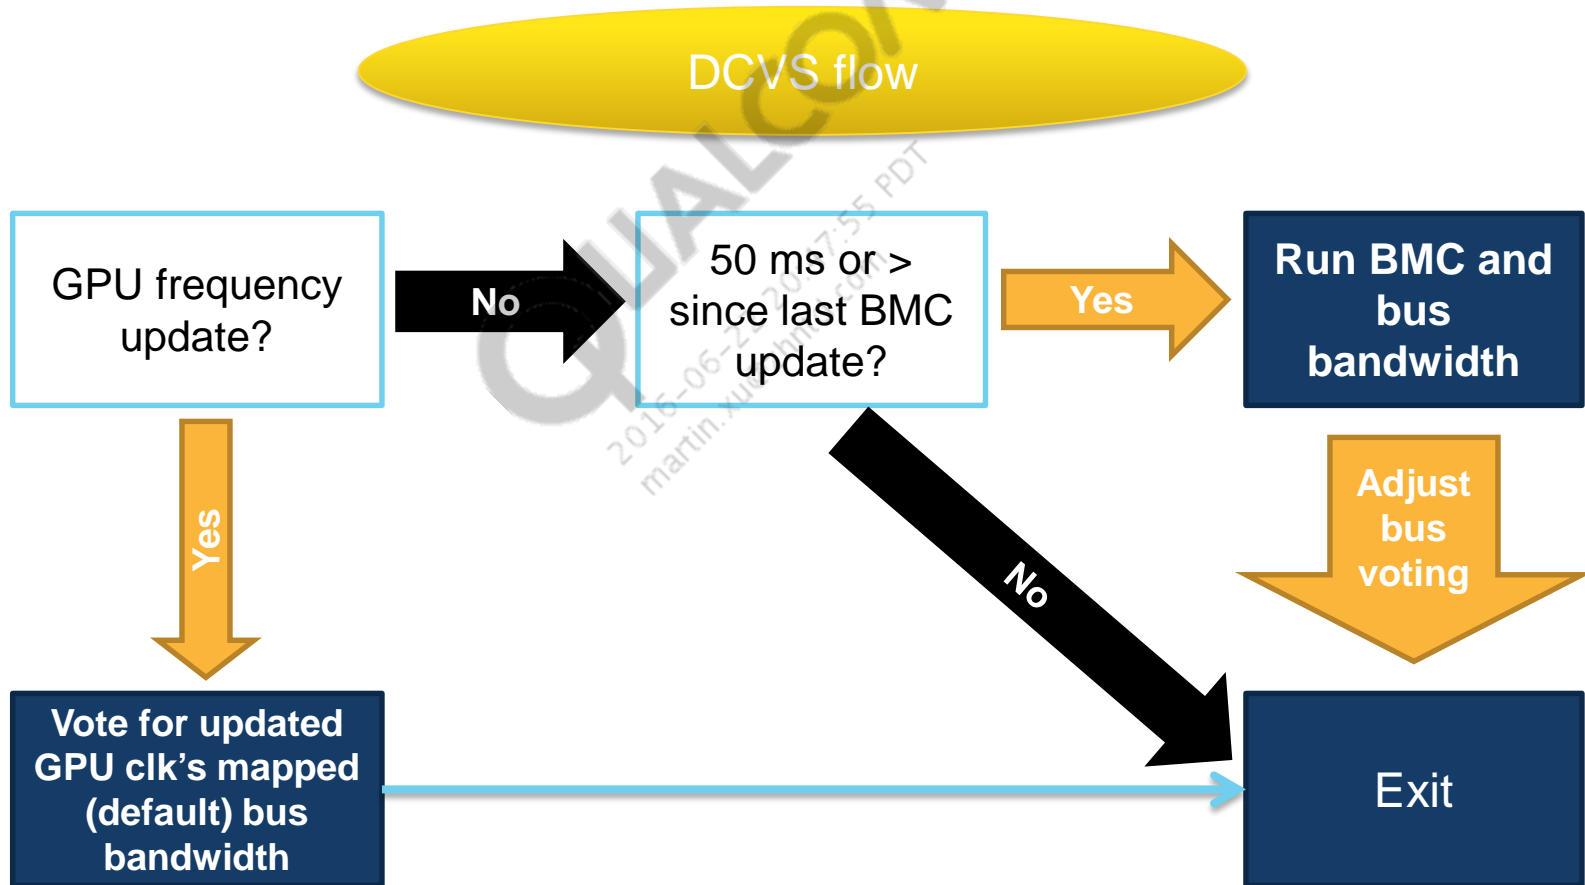 DCVS flow
GPU frequency
update?
No
50 ms or >
since last BMC
update?
Yes
Run BMC and
bus
bandwidth
Yes
No
Adjust
bus
voting
Vote for updated
GPU clk's mapped
(default) bus
bandwidth
Exit